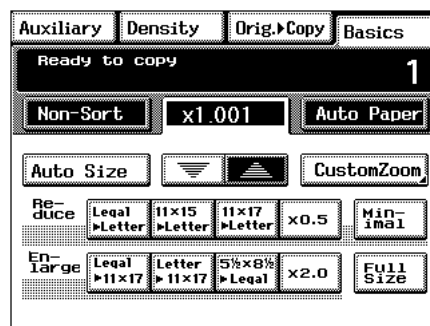 Auxiliary Density Orig.▶Copy Basics
Ready to copy
1
Non-Sort x1.001 Auto Paper
Auto Size CustomZoom
Re-
duce
Legal
▶Letter
11×15
▶Letter
11×17
▶Letter
×0.5
Min-
imal
En-
large
Legal
▶11×17
Letter
▶11×17
5½×8½
▶Legal
×2.0
Full
Size